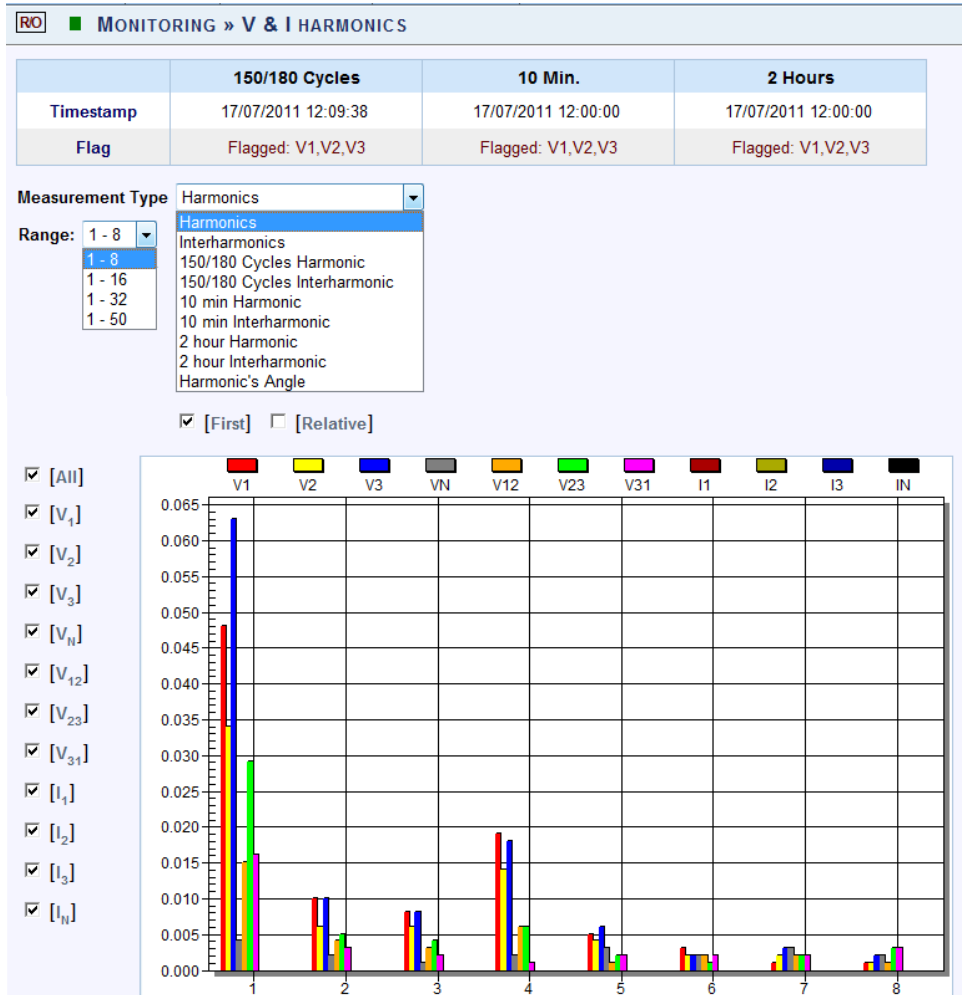 R/O MONITORING » V & I HARMONICS
150/180 Cycles 10 Min. 2 Hours
Timestamp 17/07/2011 12:09:38 17/07/2011 12:00:00 17/07/2011 12:00:00
Flag Flagged: V1,V2,V3 Flagged: V1,V2,V3 Flagged: V1,V2,V3
Measurement Type Harmonics
Range: 1 - 8
1 - 8
1 - 16
1 - 32
1 - 50
Harmonics
Interharmonics
150/180 Cycles Harmonic
150/180 Cycles Interharmonic
10 min Harmonic
10 min Interharmonic
2 hour Harmonic
2 hour Interharmonic
Harmonic's Angle
[First] [Relative]
[All]
[V1]
[V2]
[V3]
[VN]
[V12]
[V23]
[V31]
[I1]
[I2]
[I3]
[IN]
V1 V2 V3 VN V12 V23 V31 I1 I2 I3 IN
0.065
0.060
0.055
0.050
0.045
0.040
0.035
0.030
0.025
0.020
0.015
0.010
0.005
0.000
1 2 3 4 5 6 7 8